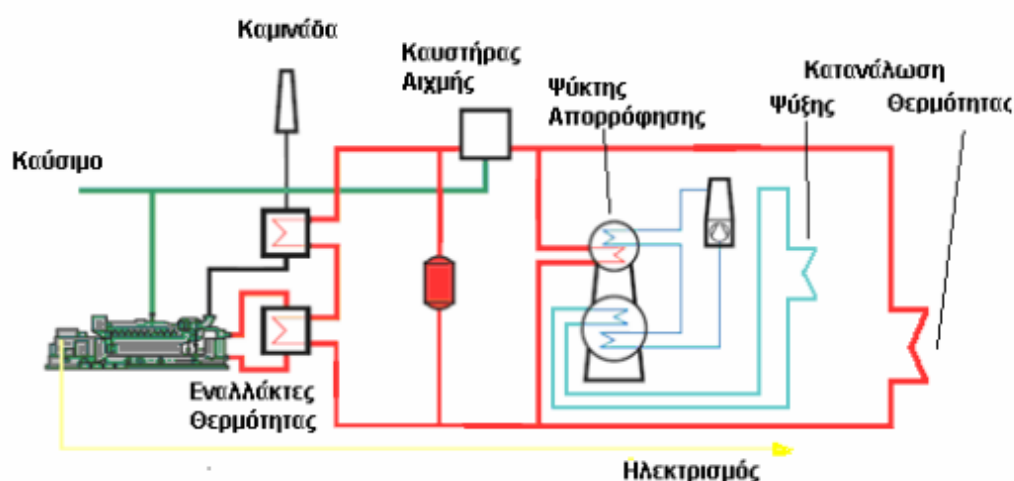 Καμινάδα
Καυστήρας
Αιχμής
Ψύκτης
Απορρόφησης
Κατανάλωση
Ψύξης
Θερμότητας
Καύσιμο
Εναλλάκτες
Θερμότητας
Ηλεκτρισμός